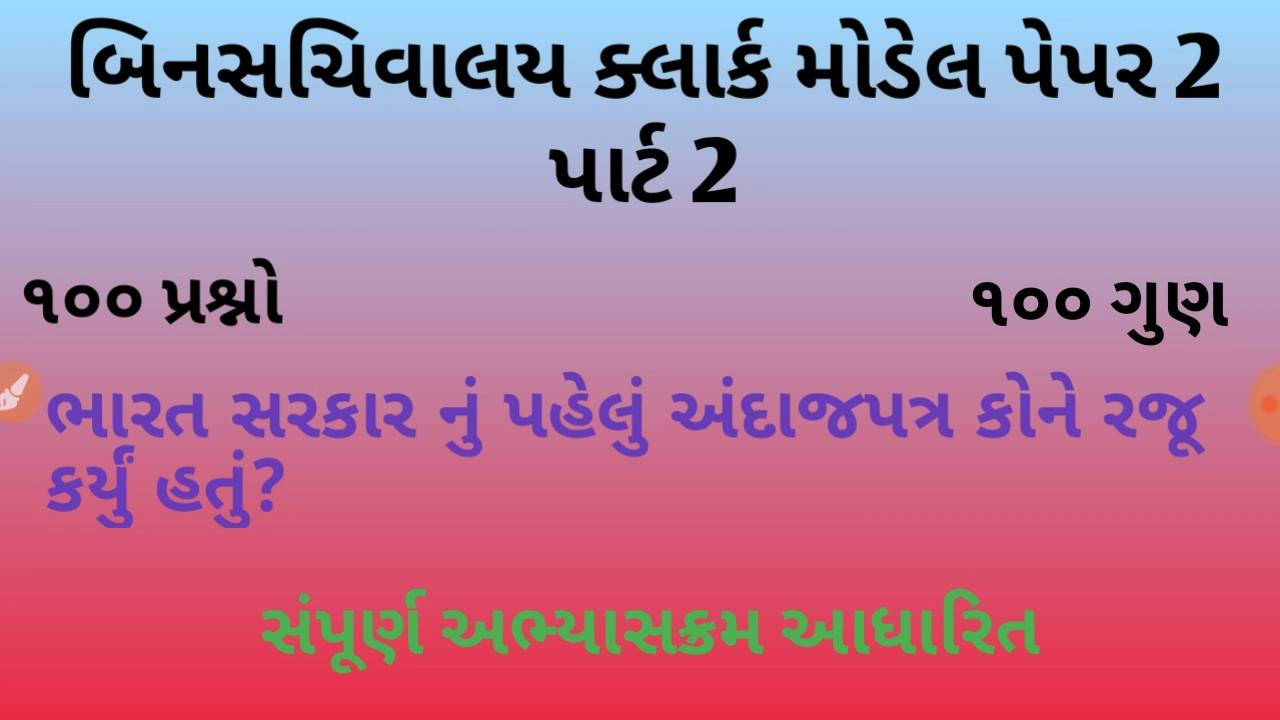 બિનસચિવાલય ક્લાર્ક મોડેલ પેપર 2
પાર્ટ 2
૧૦૦ પ્રશ્નો
૧૦૦ ગુણ
ભારત સરકાર નું પહેલું અંદાજપત્ર કોને રજૂ
કર્યું હતું?
સંપૂર્ણ અભ્યાસક્રમ આધારિત